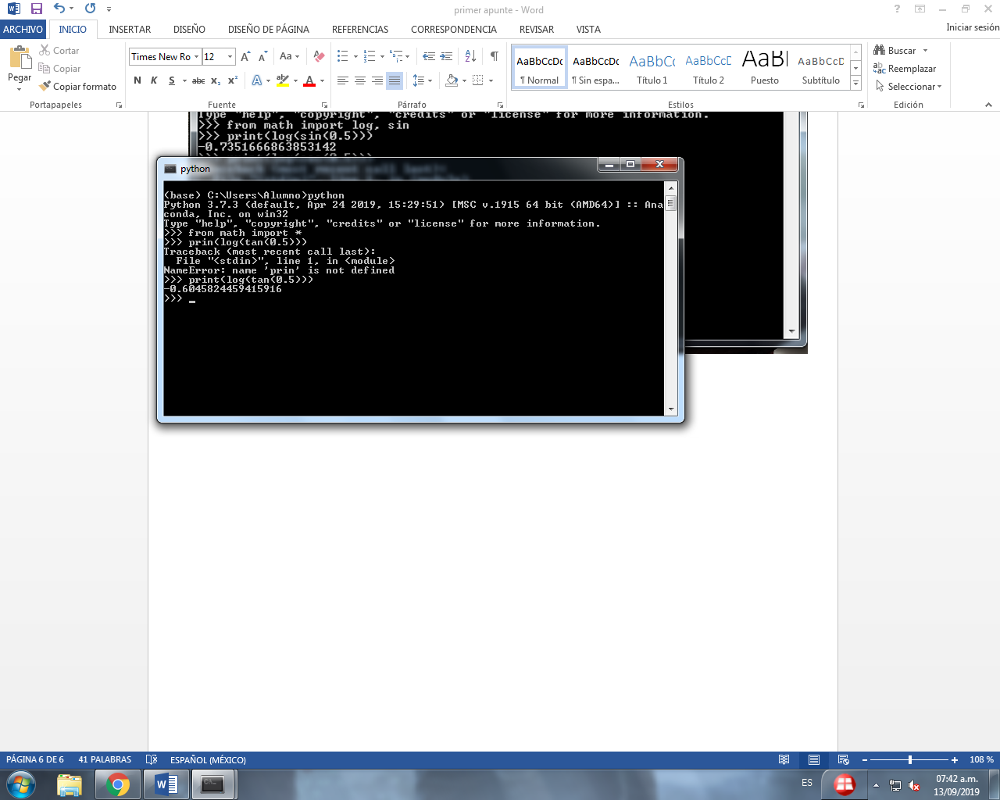 primer apunte - Word
ARCHIVO INICIO INSERTAR DISEÑO DISEÑO DE PÁGINA REFERENCIAS CORRESPONDENCIA REVISAR VISTA Iniciar sesión
Pegar
Cortar
Copiar
Copiar formato
Portapapeles
Times New Ro 12
Aa
N K S abc x₂ x² A A
Fuente
Párrafo
AaBbCcDc AaBbCcDc AaBbCc AaBbCcD AaB AaBbCcD
¶ Normal ¶ Sin espa... Título 1 Título 2 Puesto Subtítulo
Estilos
Buscar
Reemplazar
Seleccionar
Edición
Type "help", "copyright", "credits" or "license" for more information.
>>> from math import log, sin
>>> print(log(sin(0.5)))
-0.7351666863853142
python
(base) C:\Users\Alumno>python
Python 3.7.3 (default, Apr 24 2019, 15:29:51) [MSC v.1915 64 bit (AMD64)] :: Ana
conda, Inc. on win32
Type "help", "copyright", "credits" or "license" for more information.
>>> from math import *
>>> prin(log(tan(0.5)))
Traceback (most recent call last):
  File "<stdin>", line 1, in <module>
NameError: name 'prin' is not defined
>>> print(log(tan(0.5)))
-0.6045824459415916
>>> _
PÁGINA 6 DE 6 41 PALABRAS ESPAÑOL (MÉXICO) 108 %
ES
07:42 a.m.
13/09/2019